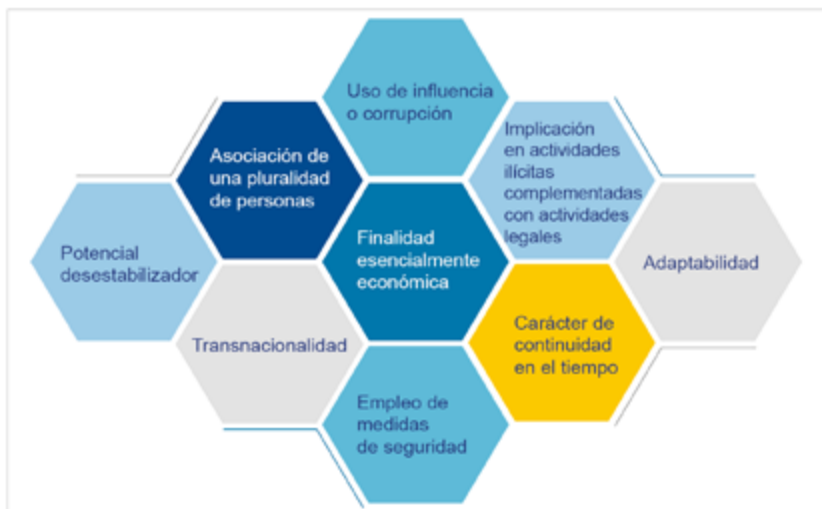 Uso de influencia
o corrupción
Asociación de
una pluralidad
de personas
Implicación
en actividades
ilícitas
complementadas
con actividades
legales
Potencial
desestabilizador
Finalidad
esencialmente
económica
Adaptabilidad
Transnacionalidad
Carácter de
continuidad
en el tiempo
Empleo de
medidas
de seguridad